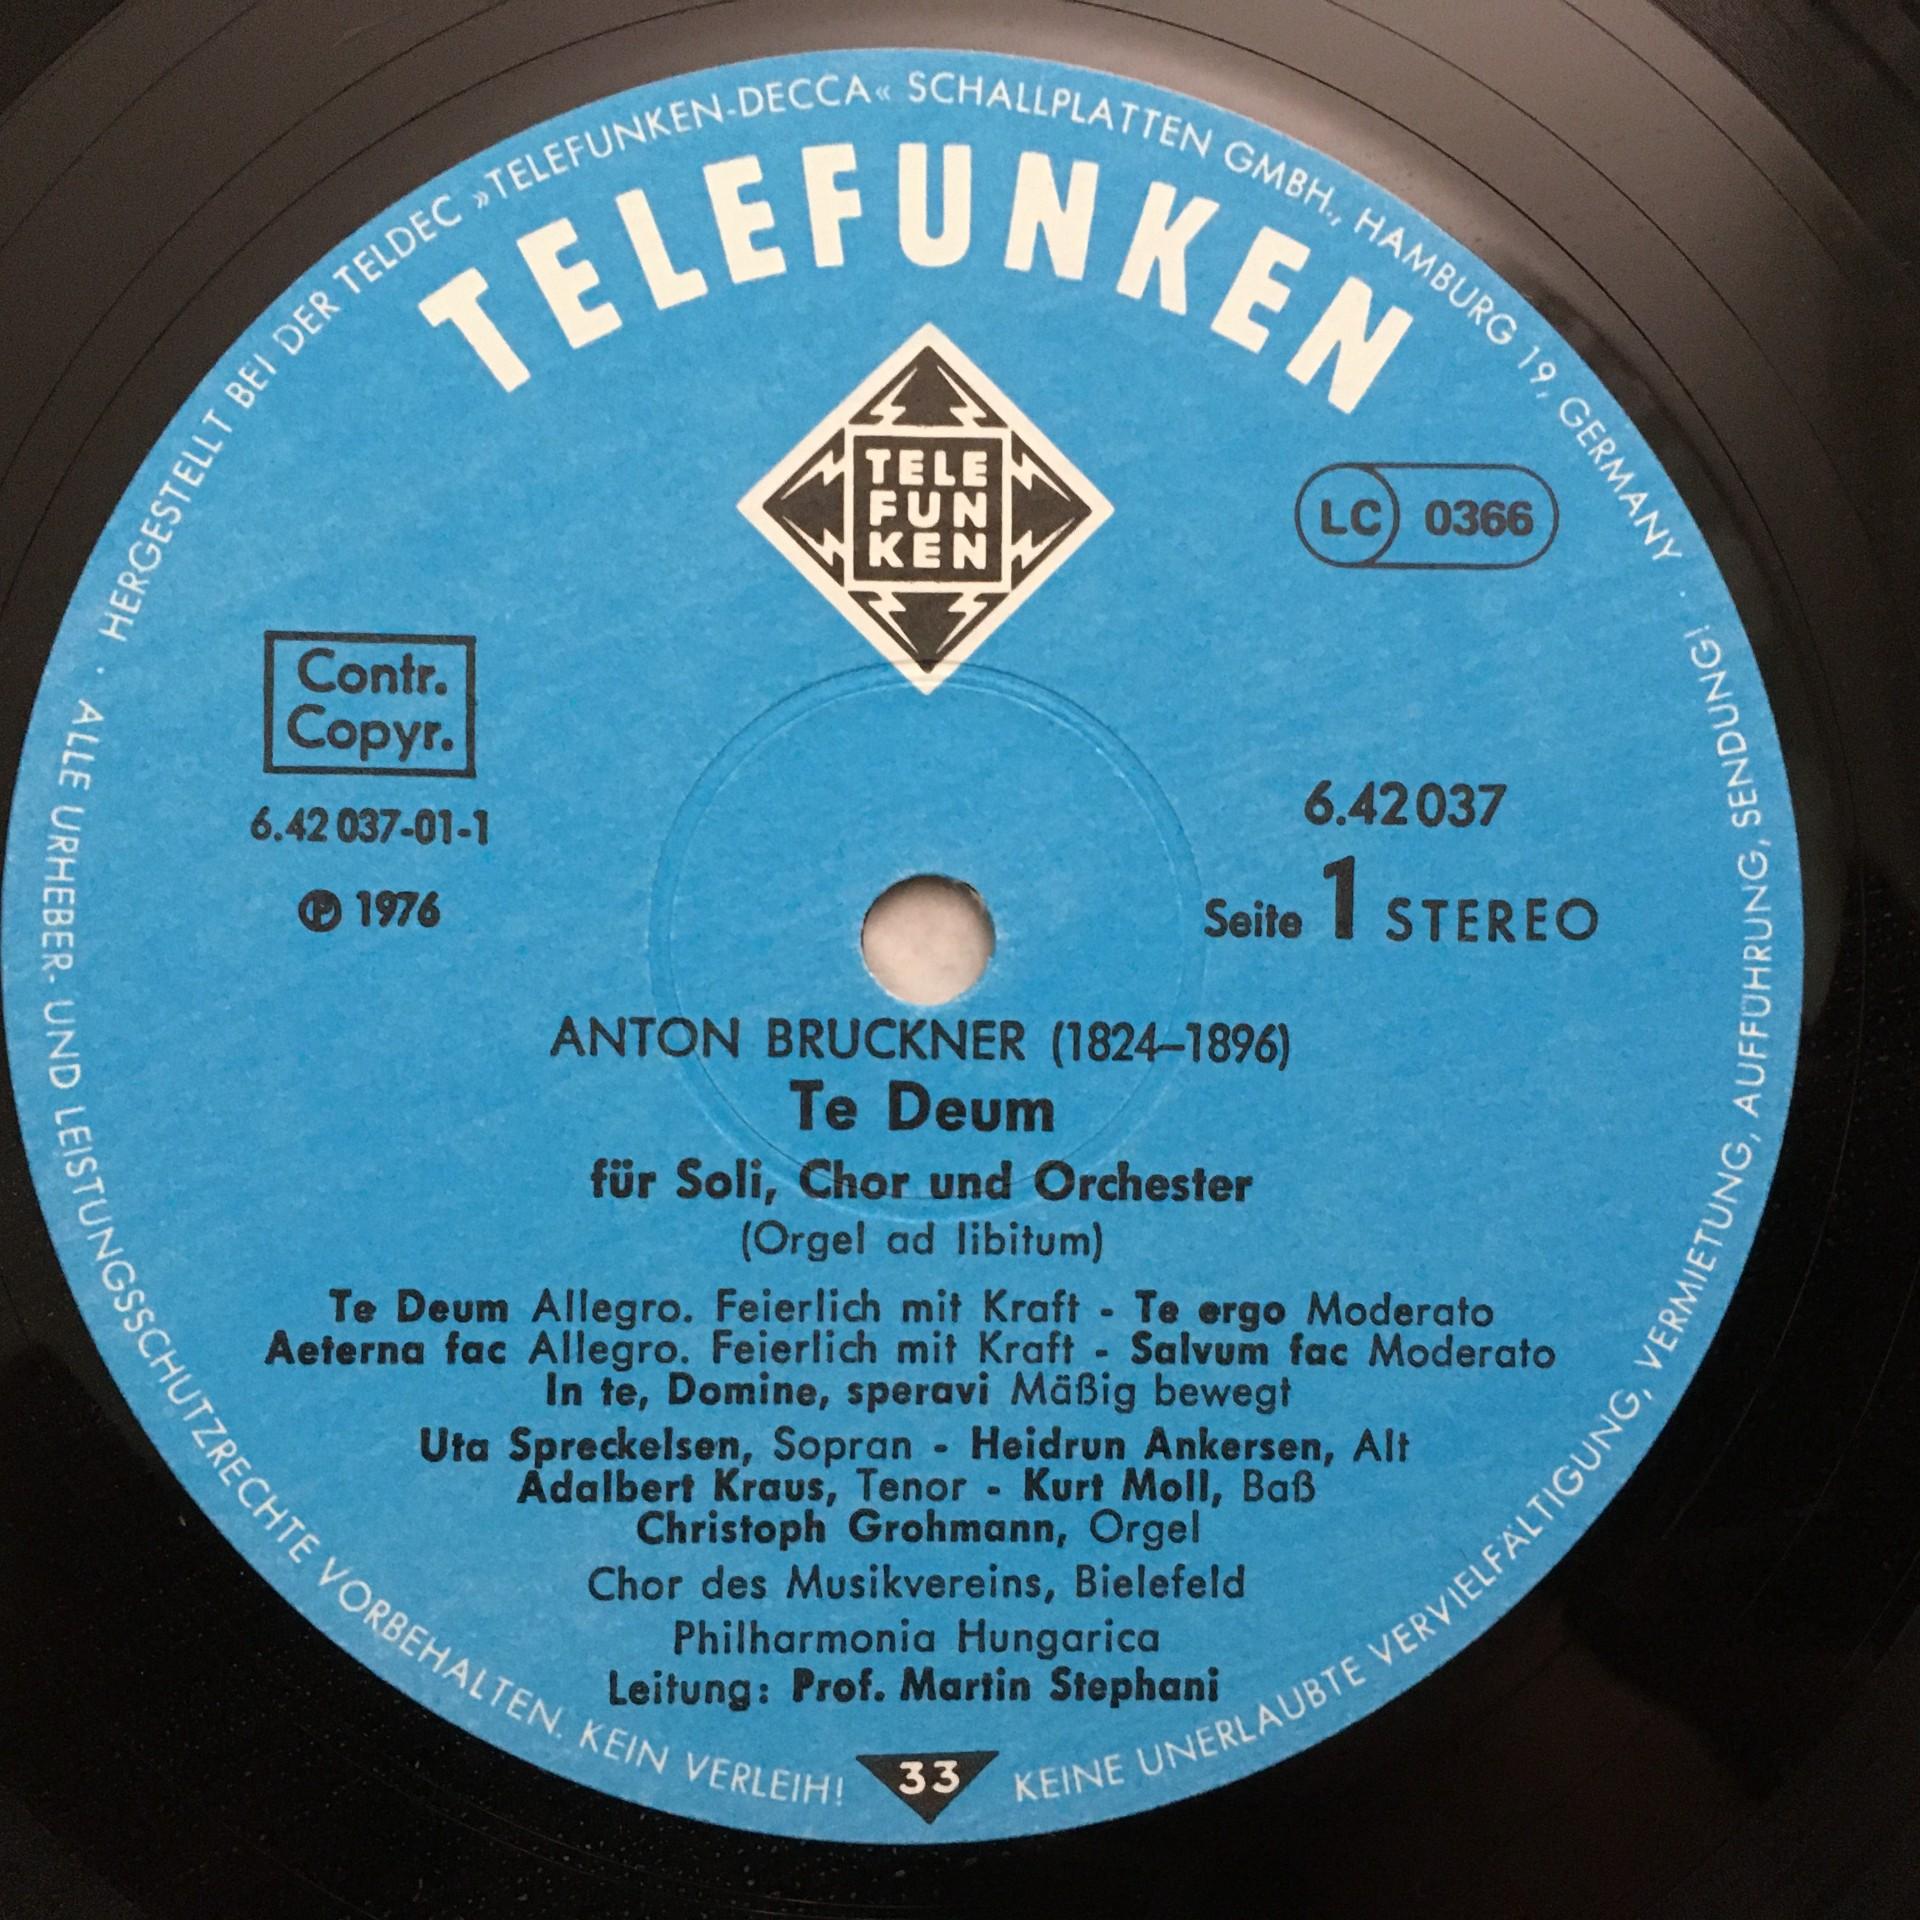 HERGESTELLT BEI DER TELDEC »TELEFUNKEN-DECCA« SCHALLPLATTEN GMBH., HAMBURG 19, GERMANY ·
TELEFUNKEN
TELE
FUN
KEN
LC 0366
Contr.
Copyr.
6.42 037-01-1
℗ 1976
6.42037
Seite 1 STEREO
ANTON BRUCKNER (1824–1896)
Te Deum
für Soli, Chor und Orchester
(Orgel ad libitum)
Te Deum Allegro. Feierlich mit Kraft - Te ergo Moderato
Aeterna fac Allegro. Feierlich mit Kraft - Salvum fac Moderato
In te, Domine, speravi Mäßig bewegt
Uta Spreckelsen, Sopran - Heidrun Ankersen, Alt
Adalbert Kraus, Tenor - Kurt Moll, Baß
Christoph Grohmann, Orgel
Chor des Musikvereins, Bielefeld
Philharmonia Hungarica
Leitung: Prof. Martin Stephani
· ALLE URHEBER- UND LEISTUNGSSCHUTZRECHTE VORBEHALTEN. KEIN VERLEIH!
33
KEINE UNERLAUBTE VERVIELFÄLTIGUNG, VERMIETUNG, AUFFÜHRUNG, SENDUNG!